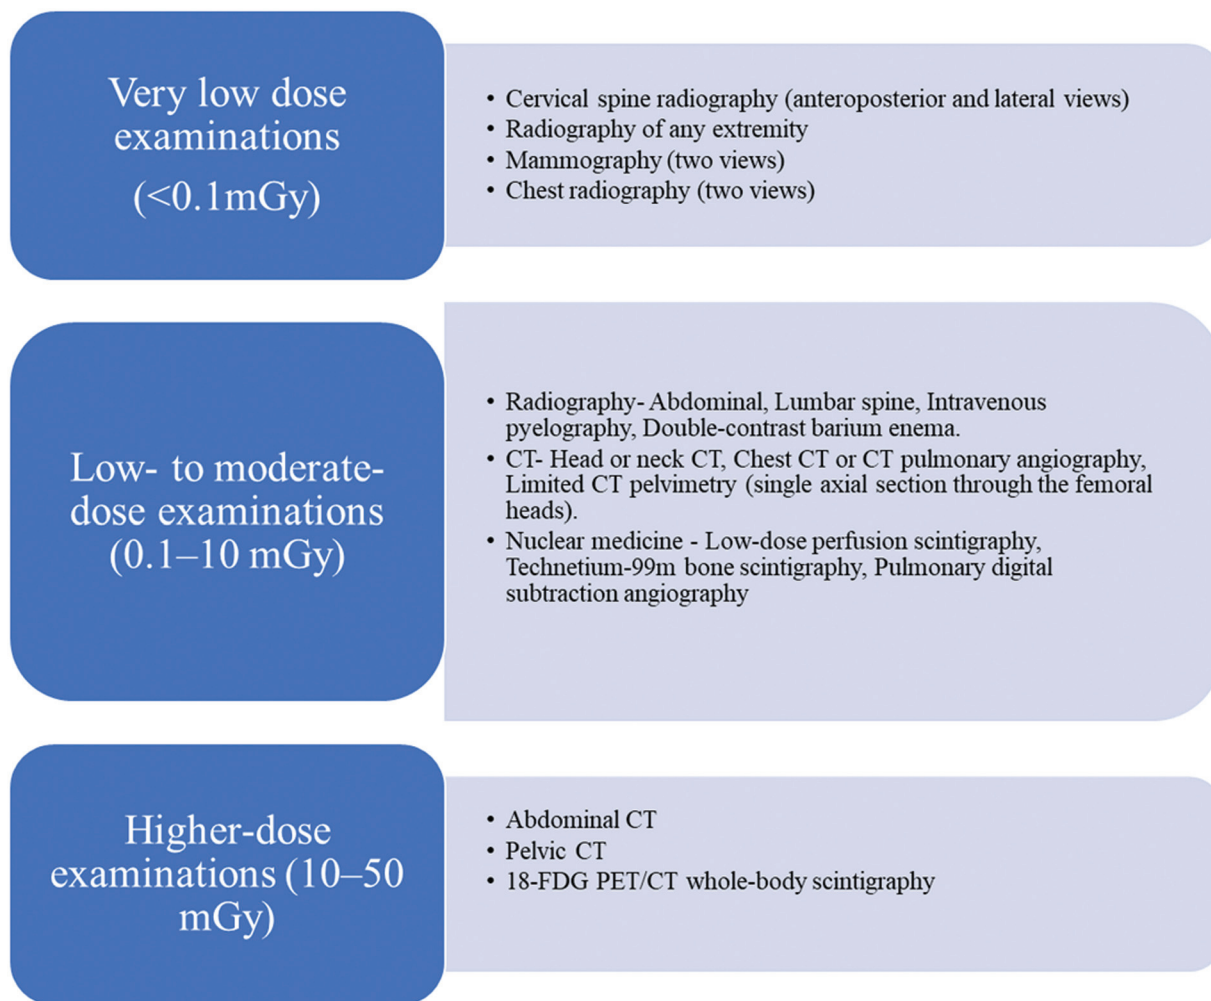 Very low dose
examinations
(<0.1mGy)
• Cervical spine radiography (anteroposterior and lateral views)
• Radiography of any extremity
• Mammography (two views)
• Chest radiography (two views)
Low- to moderate-
dose examinations
(0.1–10 mGy)
• Radiography- Abdominal, Lumbar spine, Intravenous
pyelography, Double-contrast barium enema.
• CT- Head or neck CT, Chest CT or CT pulmonary angiography,
Limited CT pelvimetry (single axial section through the femoral
heads).
• Nuclear medicine - Low-dose perfusion scintigraphy,
Technetium-99m bone scintigraphy, Pulmonary digital
subtraction angiography
Higher-dose
examinations (10–50
mGy)
• Abdominal CT
• Pelvic CT
• 18-FDG PET/CT whole-body scintigraphy